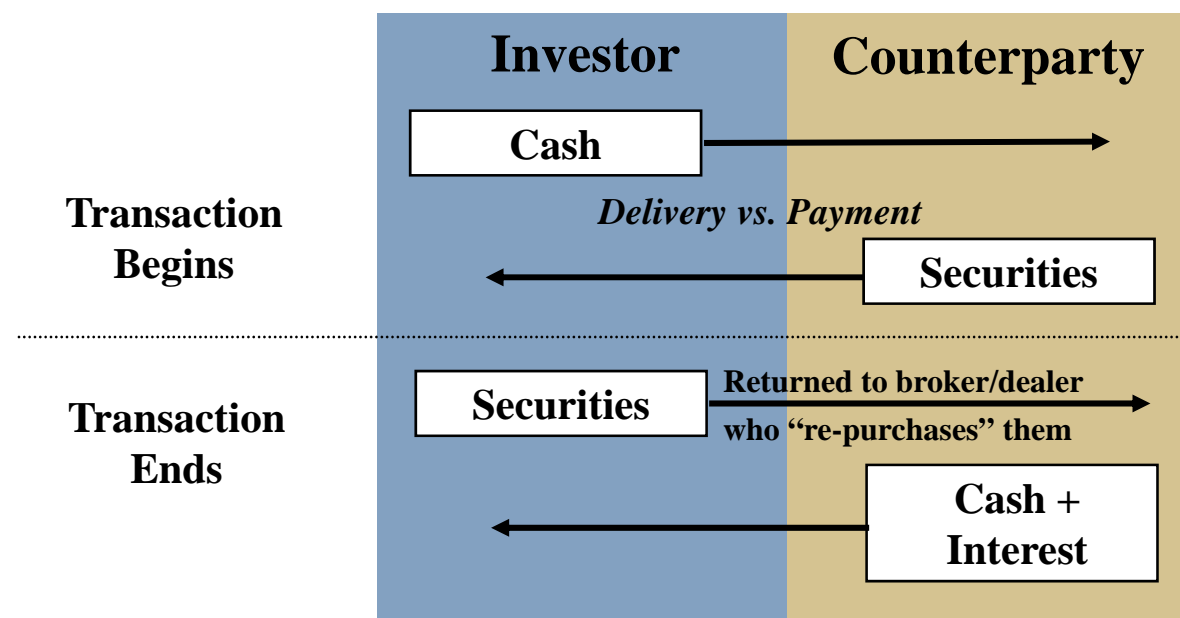 Investor
Counterparty
Cash
Transaction
Begins
Delivery vs. Payment
Securities
Transaction
Ends
Securities
Returned to broker/dealer
who “re-purchases” them
Cash +
Interest